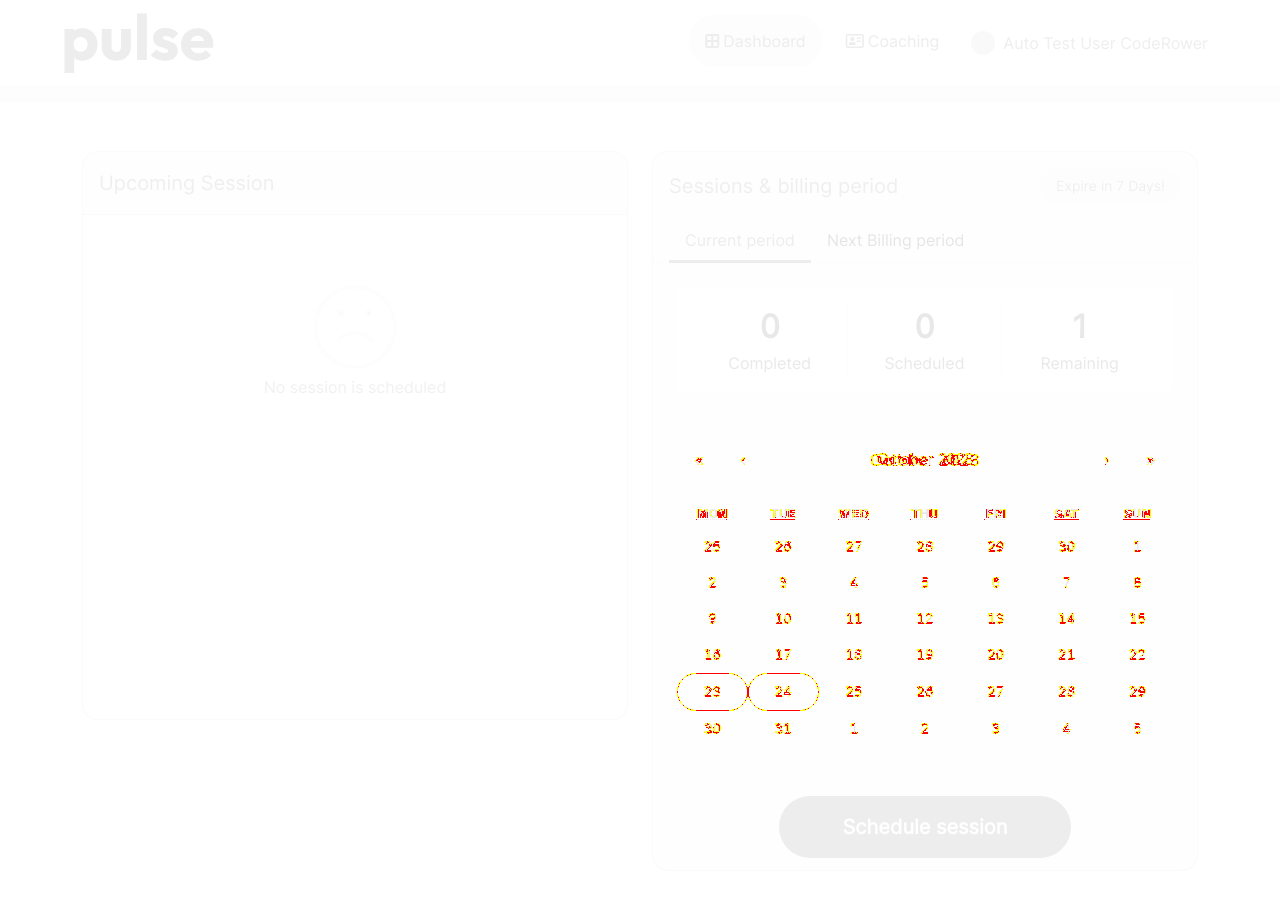 pulse
Dashboard
Coaching
Auto Test User CodeRower
Upcoming Session
No session is scheduled
Sessions & billing period
Expire in 7 Days!
Current period
Next Billing period
0
0
1
Completed
Scheduled
Remaining
« ‹ October 2023 › »
MON TUE WED THU FRI SAT SUN
25 26 27 28 29 30 1
2 3 4 5 6 7 8
9 10 11 12 13 14 15
16 17 18 19 20 21 22
23 24 25 26 27 28 29
30 31 1 2 3 4 5
Schedule session